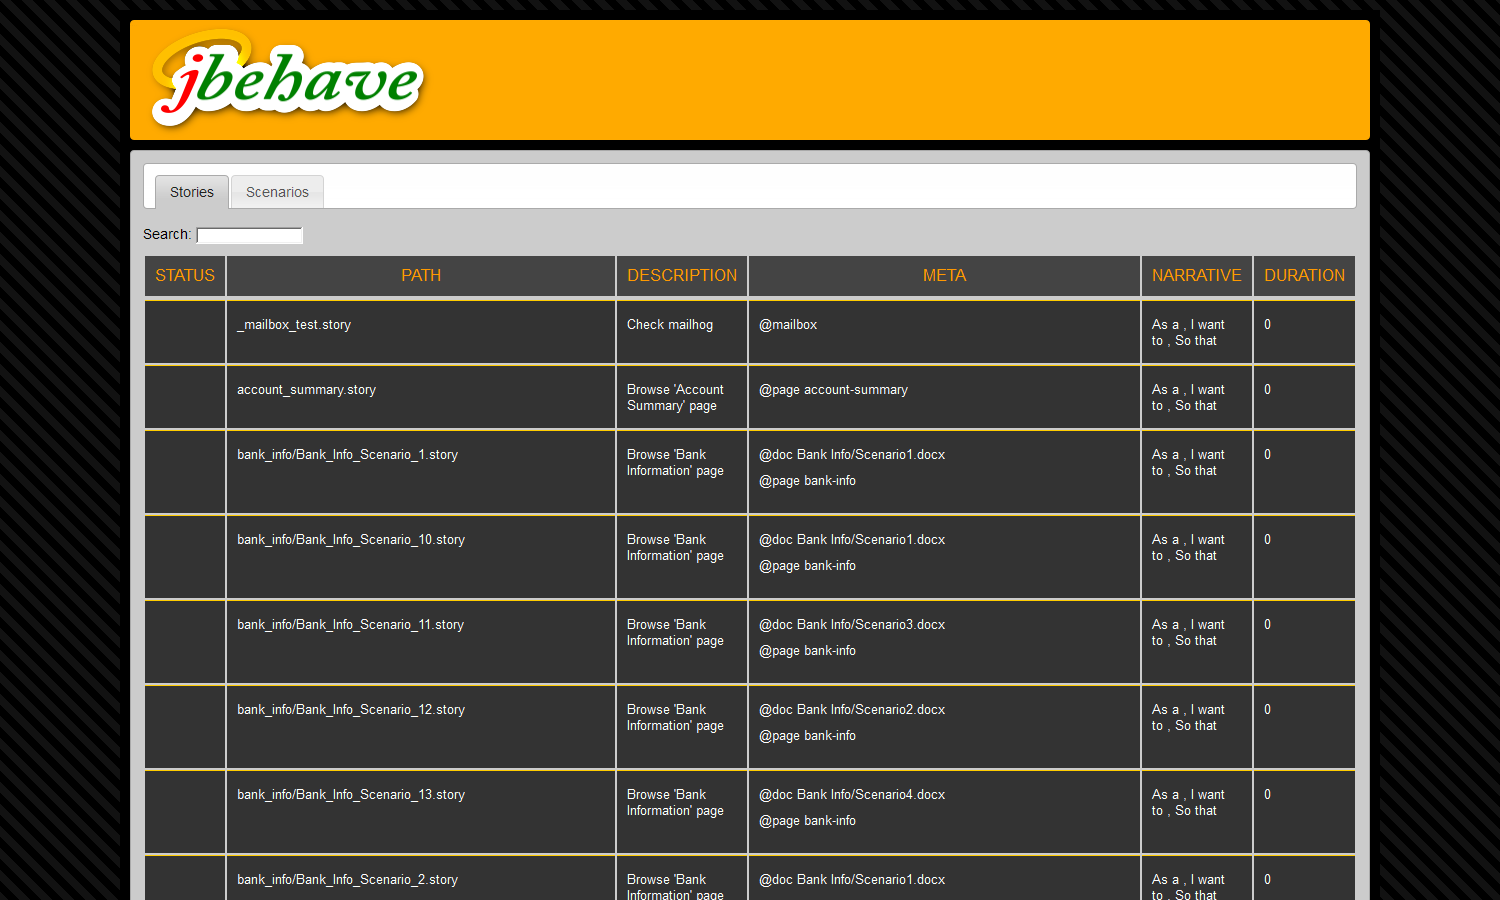 jbehave
Stories Scenarios
Search:
STATUS PATH DESCRIPTION META NARRATIVE DURATION
_mailbox_test.story Check mailhog @mailbox As a , I want 0
to , So that
account_summary.story Browse 'Account @page account-summary As a , I want 0
Summary' page to , So that
bank_info/Bank_Info_Scenario_1.story Browse 'Bank @doc Bank Info/Scenario1.docx As a , I want 0
Information' page to , So that
@page bank-info
bank_info/Bank_Info_Scenario_10.story Browse 'Bank @doc Bank Info/Scenario1.docx As a , I want 0
Information' page to , So that
@page bank-info
bank_info/Bank_Info_Scenario_11.story Browse 'Bank @doc Bank Info/Scenario3.docx As a , I want 0
Information' page to , So that
@page bank-info
bank_info/Bank_Info_Scenario_12.story Browse 'Bank @doc Bank Info/Scenario2.docx As a , I want 0
Information' page to , So that
@page bank-info
bank_info/Bank_Info_Scenario_13.story Browse 'Bank @doc Bank Info/Scenario4.docx As a , I want 0
Information' page to , So that
@page bank-info
bank_info/Bank_Info_Scenario_2.story Browse 'Bank @doc Bank Info/Scenario1.docx As a , I want 0
Information' page to , So that